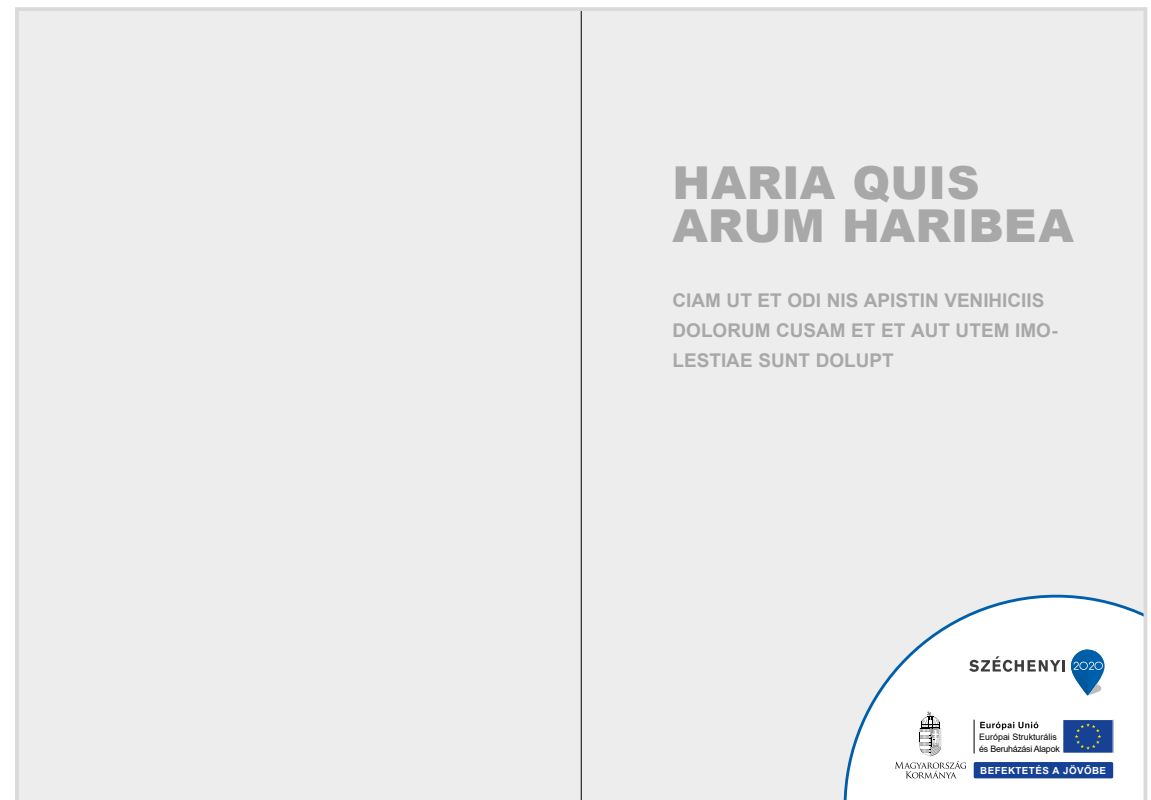 HARIA QUIS
ARUM HARIBEA
CIAM UT ET ODI NIS APISTIN VENIHICIIS
DOLORUM CUSAM ET ET AUT UTEM IMO-
LESTIAE SUNT DOLUPT
SZÉCHENYI 2020
MAGYARORSZÁG
KORMÁNYA
Európai Unió
Európai Strukturális
és Beruházási Alapok
BEFEKTETÉS A JÖVŐBE